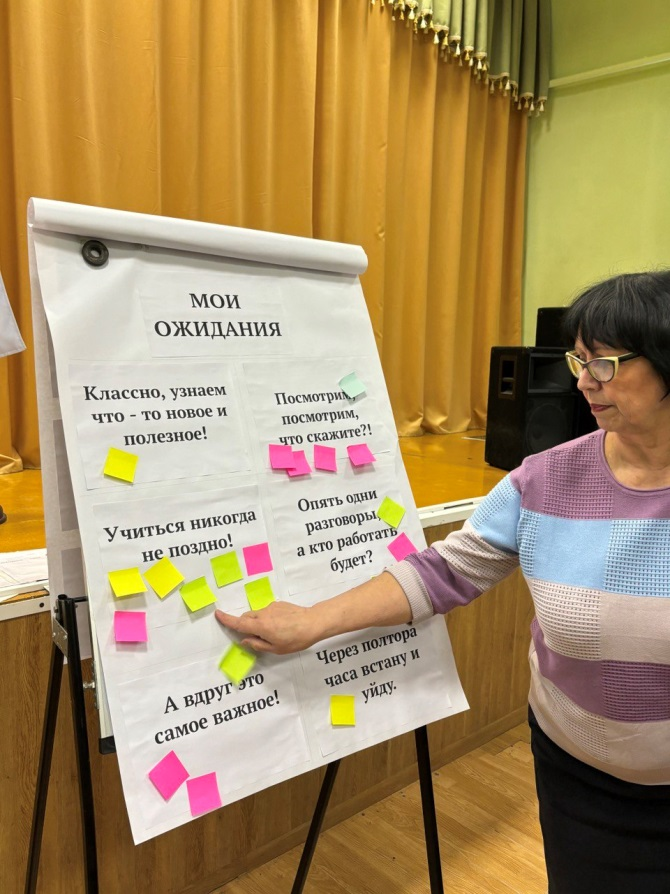 МОИ
ОЖИДАНИЯ
Классно, узнаем
что - то новое и
полезное!
Посмотрим,
посмотрим,
что скажите?!
Учиться никогда
не поздно!
Опять одни
разговоры,
а кто работать
будет?
А вдруг это
самое важное!
Через полтора
часа встану и
уйду.